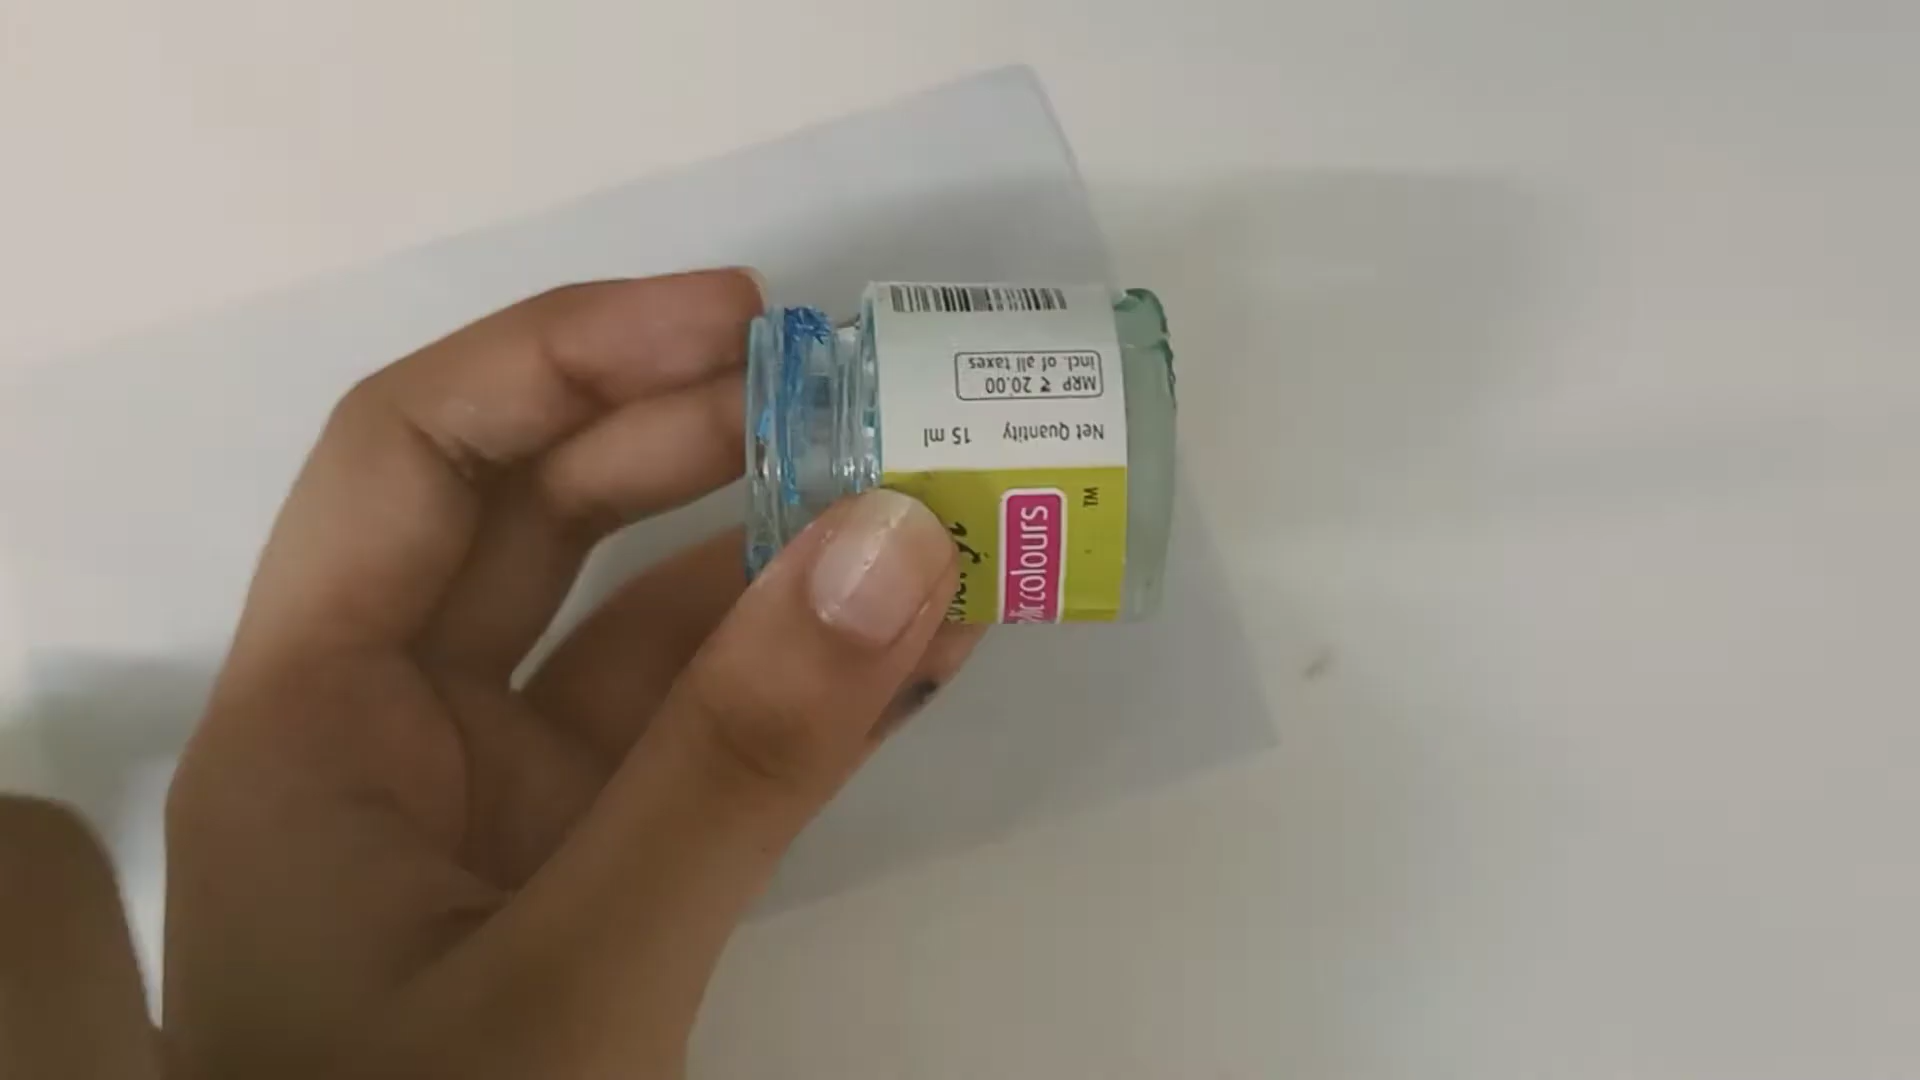 Net Quantity 15 ml
MRP ₹ 20.00
incl. of all taxes
colours
TM